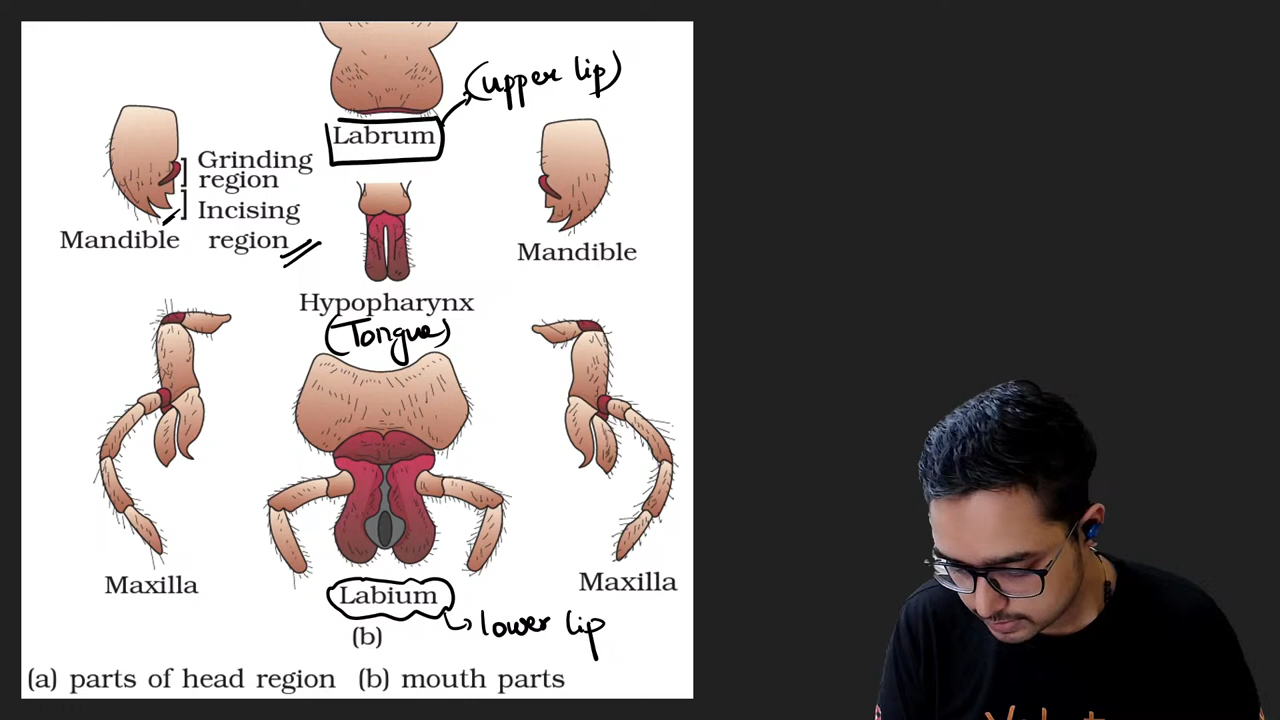 (upper lip)
Labrum
Grinding
region
Incising
region
Mandible
Mandible
Hypopharynx
(Tongue)
Maxilla
Maxilla
Labium
lower lip
(b)
(a) parts of head region (b) mouth parts